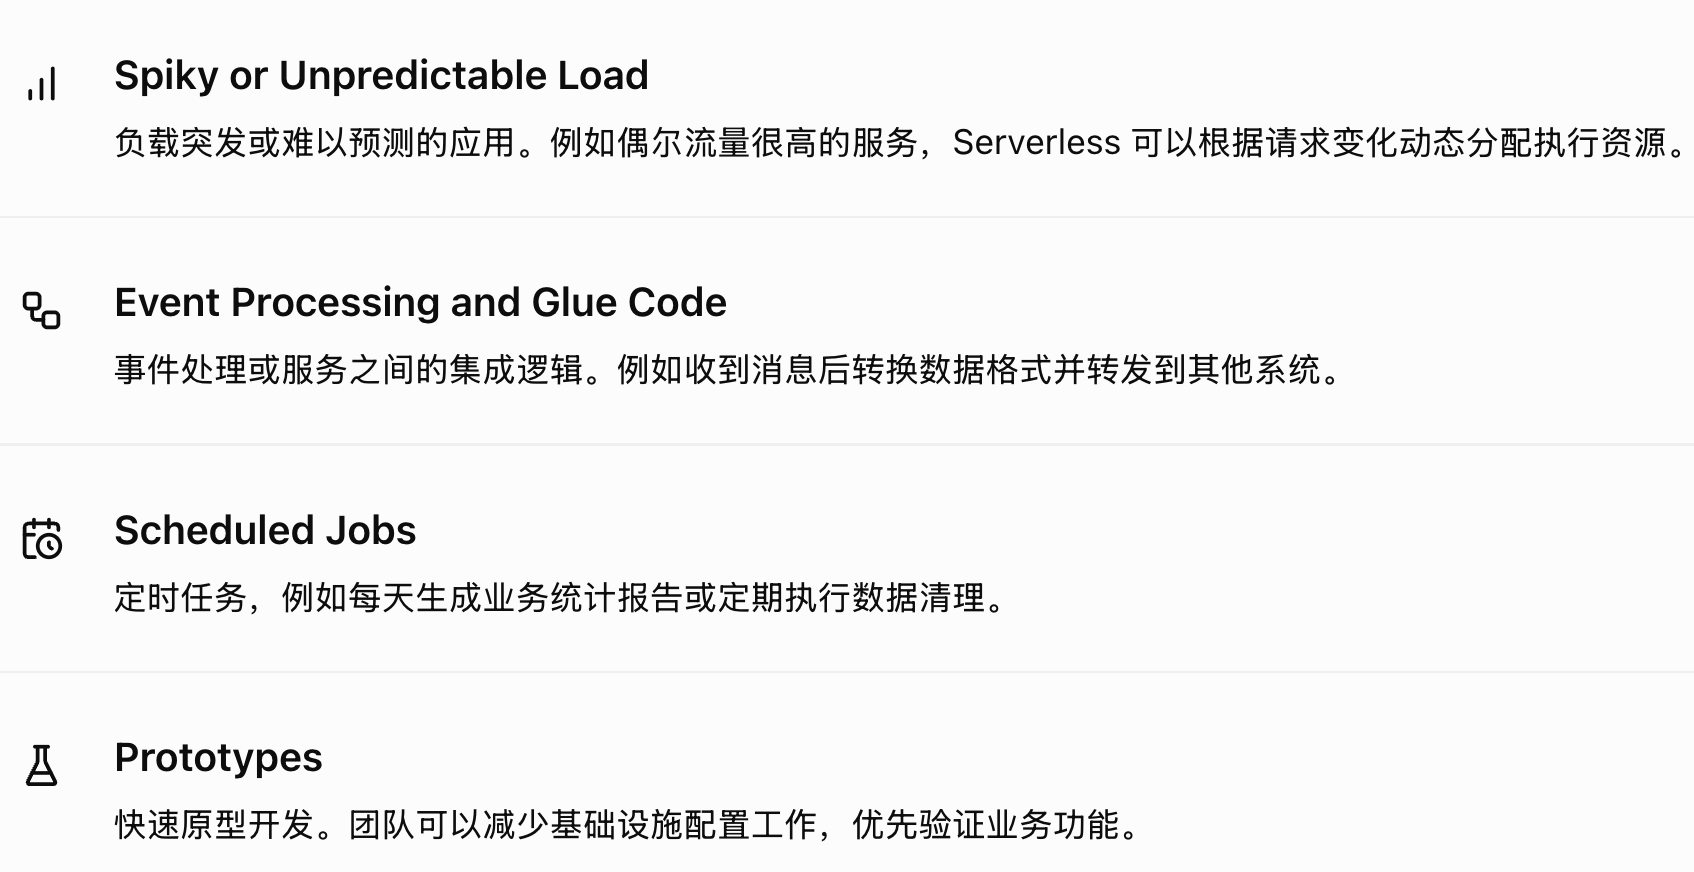 Spiky or Unpredictable Load
负载突发或难以预测的应用。例如偶尔流量很高的服务，Serverless 可以根据请求变化动态分配执行资源。
Event Processing and Glue Code
事件处理或服务之间的集成逻辑。例如收到消息后转换数据格式并转发到其他系统。
Scheduled Jobs
定时任务，例如每天生成业务统计报告或定期执行数据清理。
Prototypes
快速原型开发。团队可以减少基础设施配置工作，优先验证业务功能。